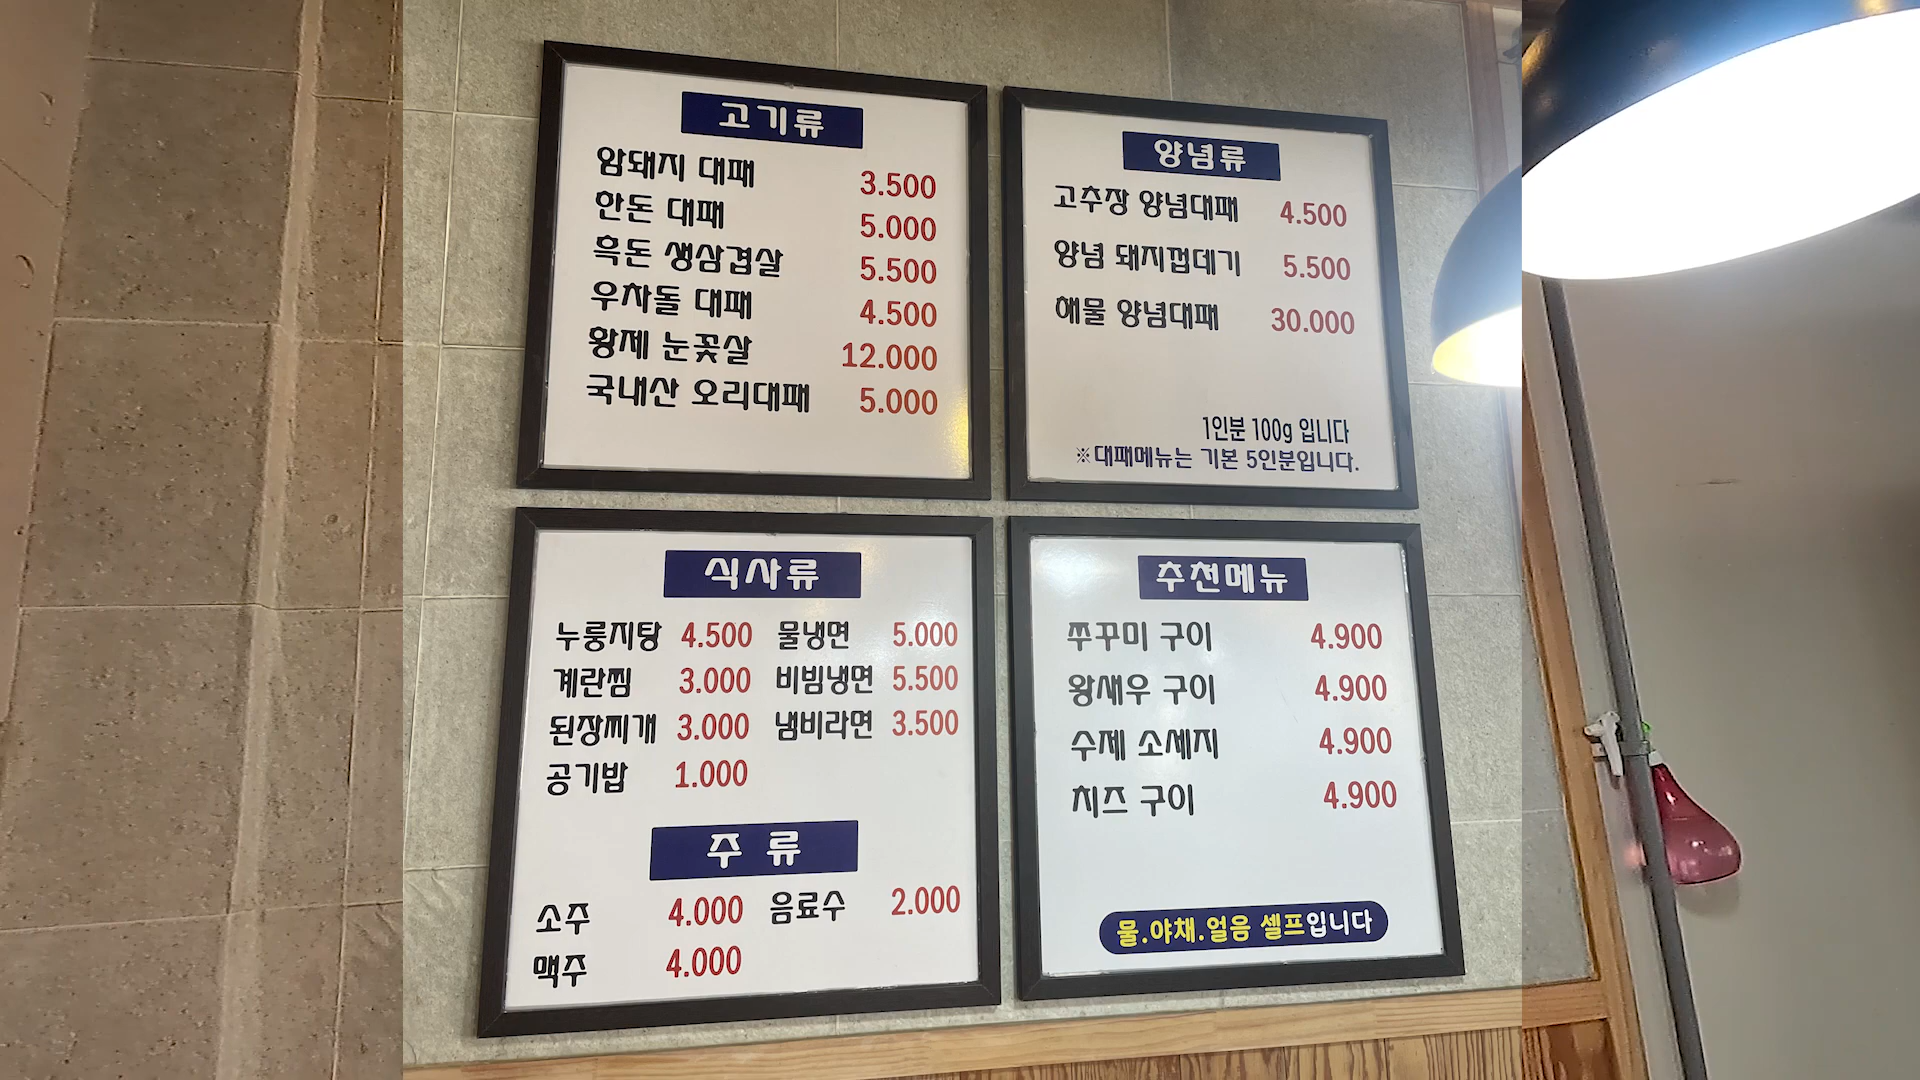 고기류
암돼지 대패 3.500
한돈 대패 5.000
흑돈 생삼겹살 5.500
우차돌 대패 4.500
황제 눈꽃살 12.000
국내산 오리대패 5.000
양념류
고추장 양념대패 4.500
양념 돼지껍데기 5.500
해물 양념대패 30.000
1인분 100g 입니다
※대패메뉴는 기본 5인분입니다.
식사류
누룽지탕 4.500 물냉면 5.000
계란찜 3.000 비빔냉면 5.500
된장찌개 3.000 냄비라면 3.500
공기밥 1.000
주 류
소주 4.000 음료수 2.000
맥주 4.000
추천메뉴
쭈꾸미 구이 4.900
왕새우 구이 4.900
수제 소세지 4.900
치즈 구이 4.900
물.야채.얼음 셀프입니다